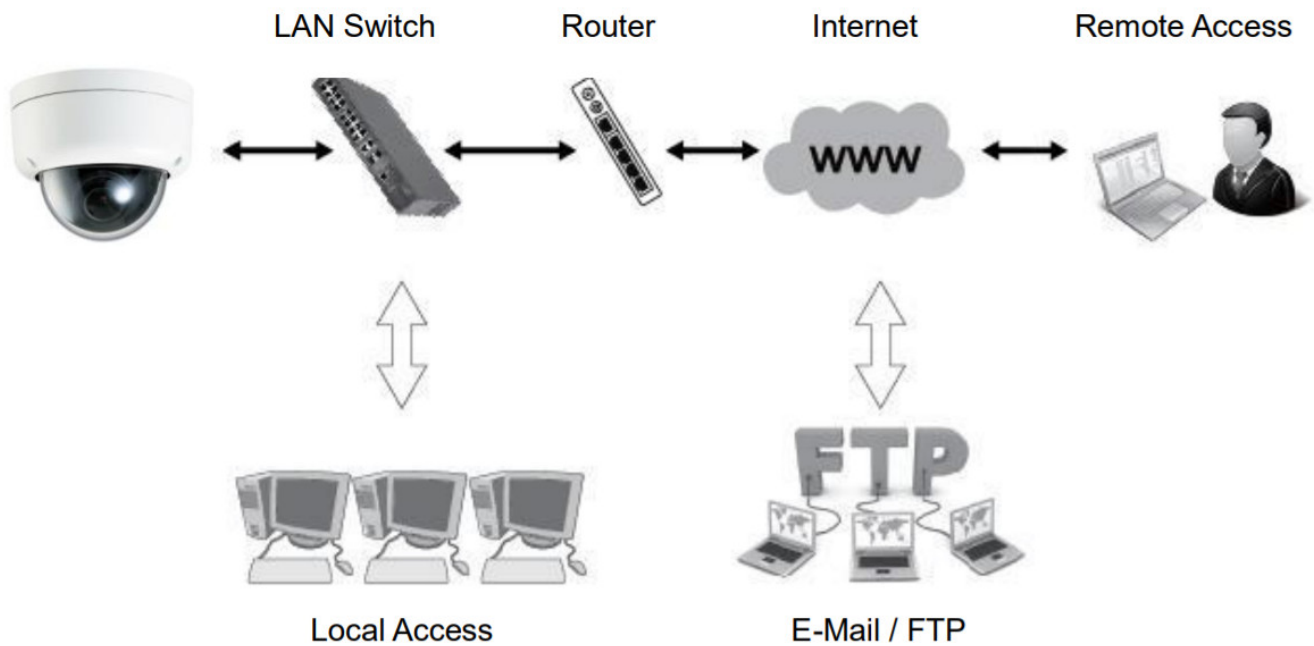 LAN Switch
Router
Internet
Remote Access
WWW
FTP
Local Access
E-Mail / FTP